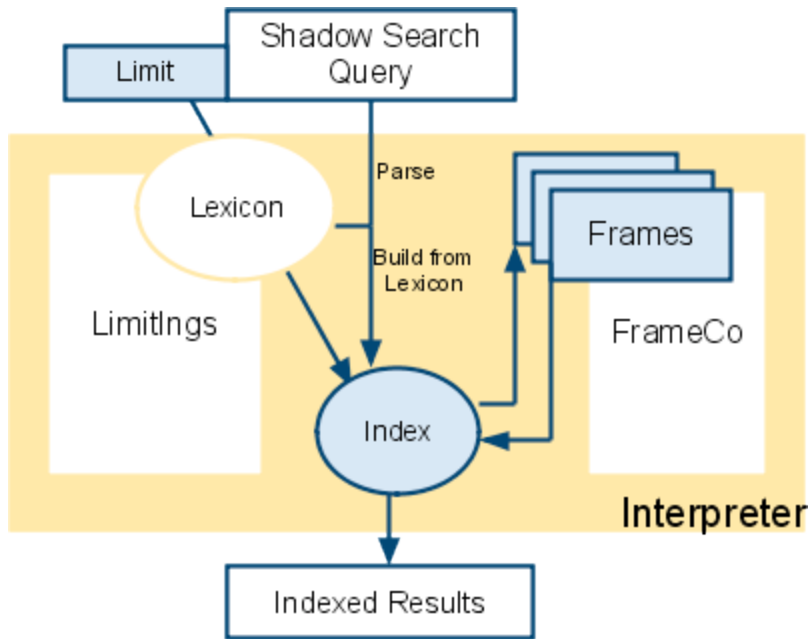 Shadow Search
Query
Limit
Parse
Lexicon
Frames
Build from
Lexicon
LimitIngs
FrameCo
Index
Interpreter
Indexed Results